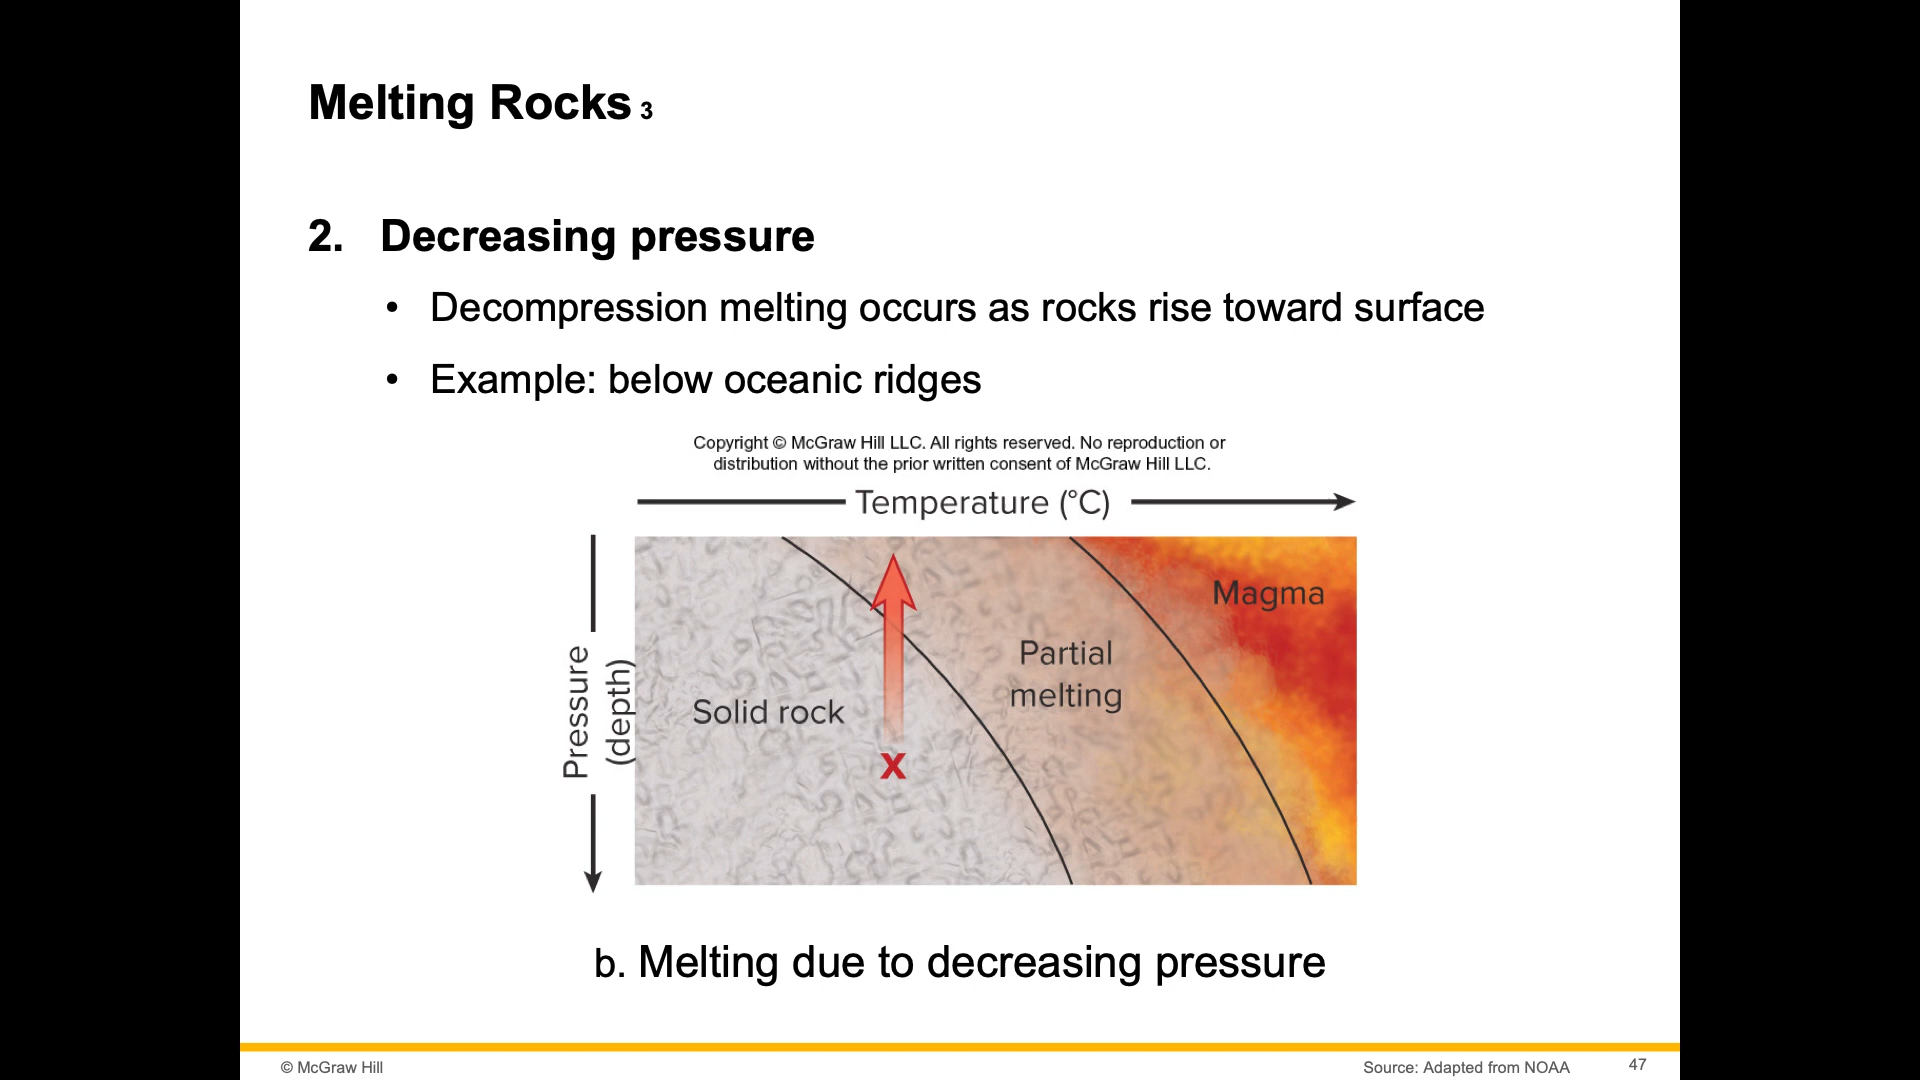 Melting Rocks 3
2. Decreasing pressure
• Decompression melting occurs as rocks rise toward surface
• Example: below oceanic ridges
Copyright © McGraw Hill LLC. All rights reserved. No reproduction or
distribution without the prior written consent of McGraw Hill LLC.
Temperature (°C)
Pressure
(depth)
Solid rock
x
Partial
melting
Magma
b. Melting due to decreasing pressure
© McGraw Hill
Source: Adapted from NOAA
47